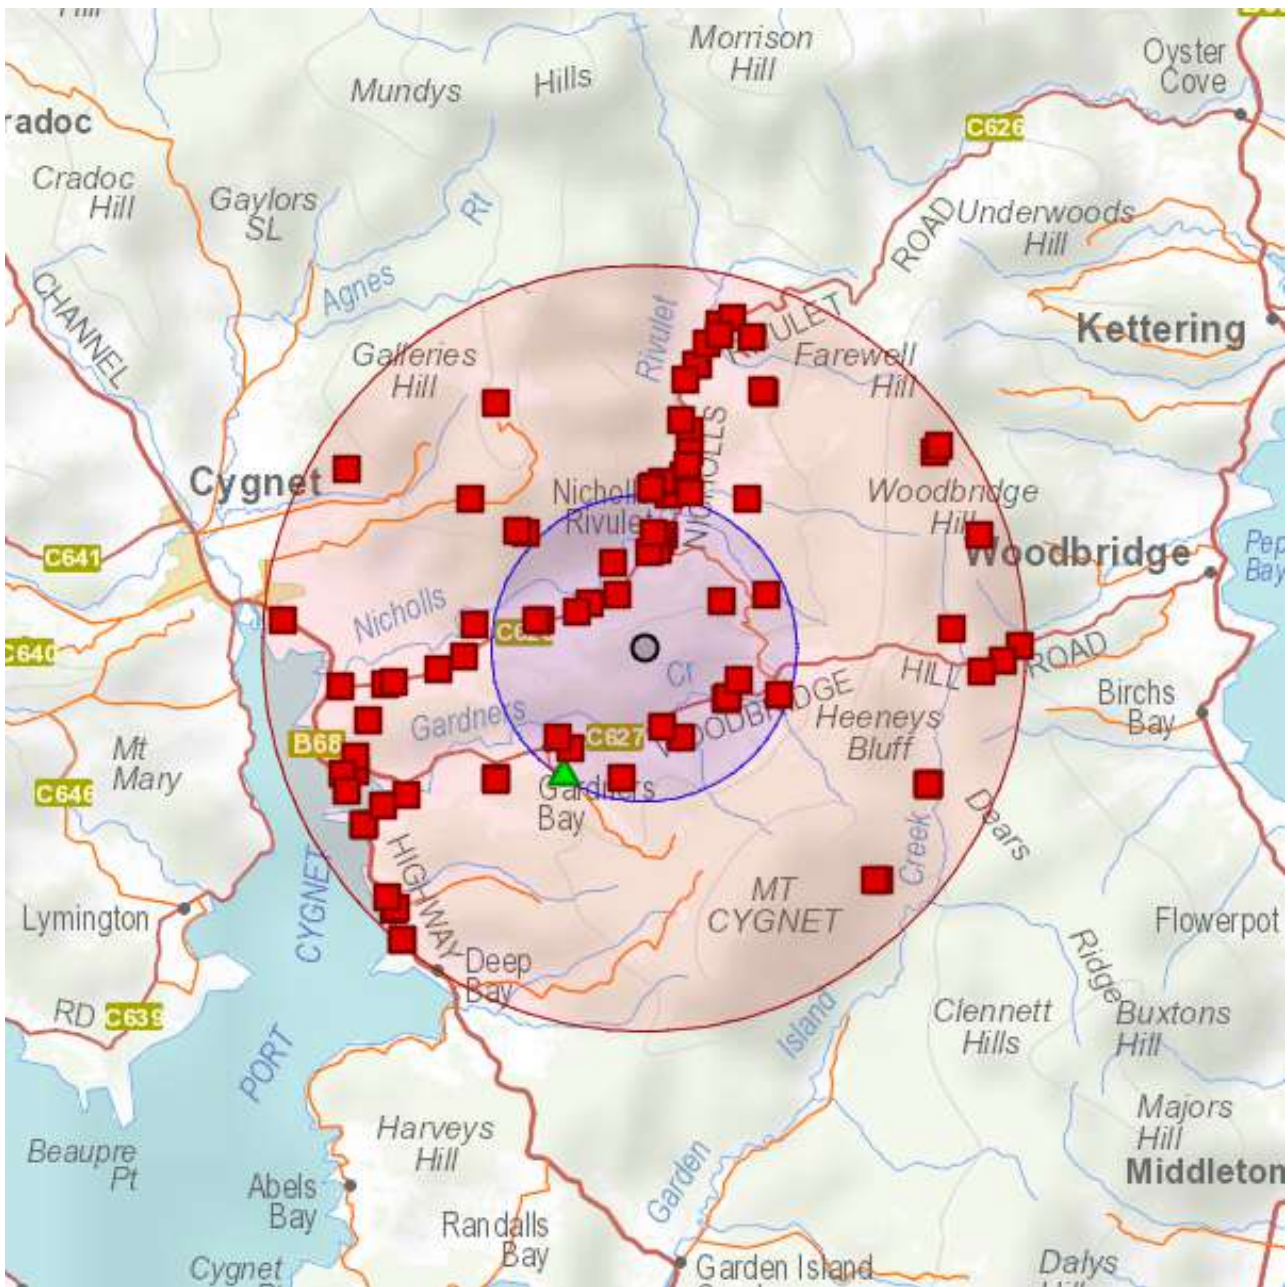 Hill
Morrison
Hill
Oyster
Cove
Mundys
Hills
radoc
C626
Cradoc
Hill
Gaylors
SL
Rt
Underwoods
Hill
ROAD
Agnes
CHANNEL
Rivulet
RIVULET
Kettering
Galleries
Hill
Farewell
Hill
NICHOLLS
Cygnet
Nicholls
Rivulet
Woodbridge
Hill
Woodbridge
Pep
Bay
C641
Nicholls
C640
Cr
HILL
ROAD
WOODBRIDGE
Birchs
Bay
Gardners
B68
C627
Heeneys
Bluff
Mt
Mary
C646
Gardners
Bay
Dears
Creek
HIGHWAY
MT
CYGNET
Lymington
CYGNET
Flowerpot
Deep
Bay
Ridge
RD
C639
PORT
Island
Clennett
Hills
Buxtons
Hill
Harveys
Hill
Majors
Hill
Beaupre
Pt
Middleton
Abels
Bay
Garden
Randalls
Bay
Cygnet
Garden Island
Dalys